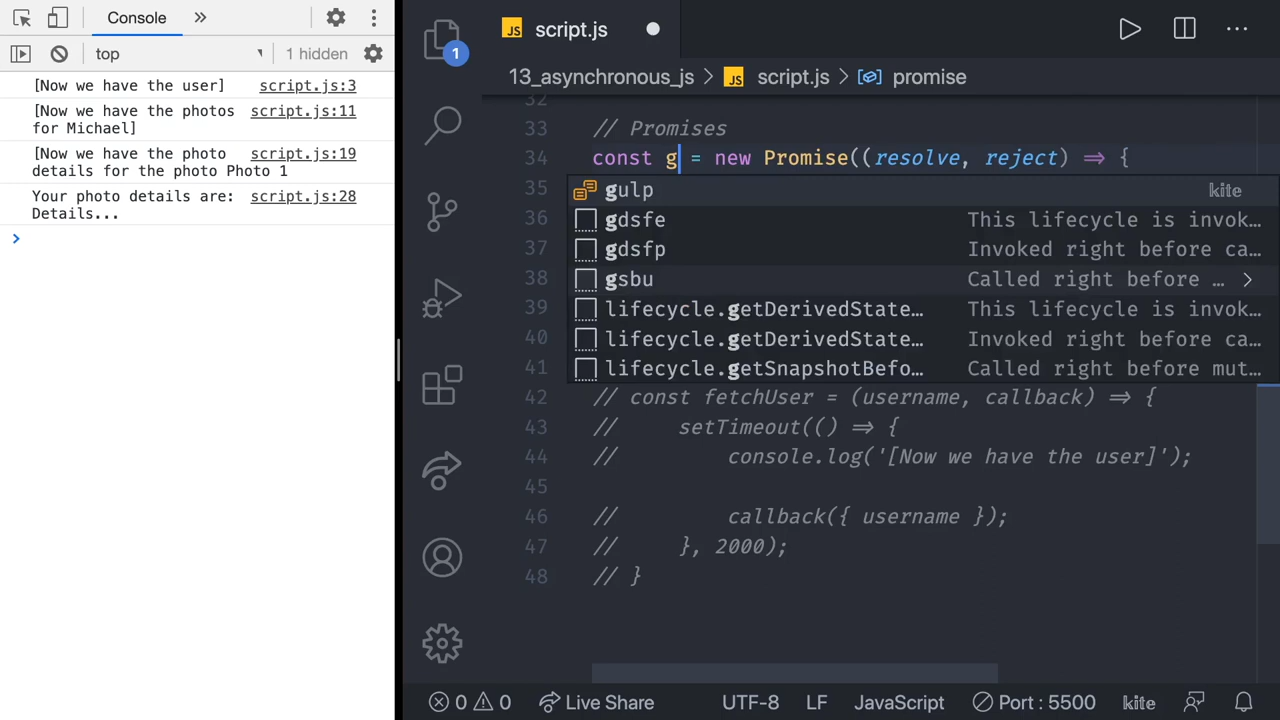 Console
top
1 hidden
[Now we have the user] script.js:3
[Now we have the photos script.js:11
for Michael]
[Now we have the photo script.js:19
details for the photo Photo 1
Your photo details are: script.js:28
Details...
1
JS script.js
13_asynchronous_js > JS script.js > promise
32
33 // Promises
34 const g = new Promise((resolve, reject) => {
35 gulp kite
36 gdsfe This lifecycle is invok…
37 gdsfp Invoked right before ca…
38 gsbu Called right before … >
39 lifecycle.getDerivedState… This lifecycle is invok…
40 lifecycle.getDerivedState… Invoked right before ca…
41 lifecycle.getSnapshotBefo… Called right before mut…
42 // const fetchUser = (username, callback) => {
43 // setTimeout(() => {
44 // console.log('[Now we have the user]');
45
46 // callback({ username });
47 // }, 2000);
48 // }
0 0 Live Share UTF-8 LF JavaScript Port : 5500 kite